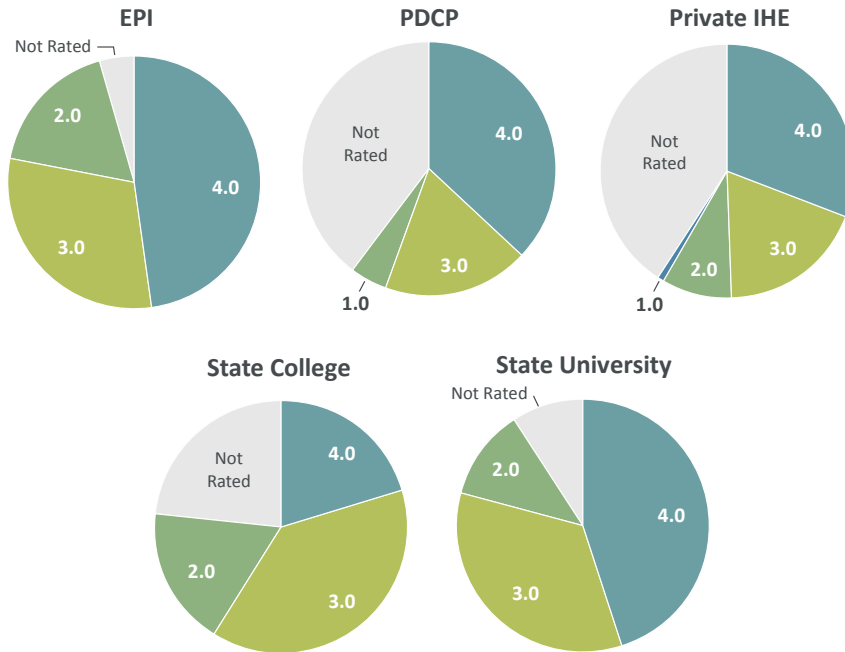 EPI
Not Rated
2.0
4.0
3.0
PDCP
Not
Rated
4.0
3.0
1.0
Private IHE
Not
Rated
4.0
3.0
2.0
1.0
State College
Not
Rated
4.0
2.0
3.0
State University
Not Rated
2.0
4.0
3.0